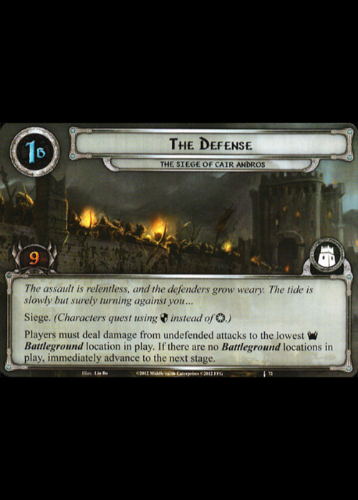 1B
THE DEFENSE
THE SIEGE OF CAIR ANDROS
9
The assault is relentless, and the defenders grow weary. The tide is
slowly but surely turning against you…
Siege. (Characters quest using instead of .)
Players must deal damage from undefended attacks to the lowest
Battleground location in play. If there are no Battleground locations in
play, immediately advance to the next stage.
Illus. Lin Bo
©2012 Middle-earth Enterprises ©2012 FFG